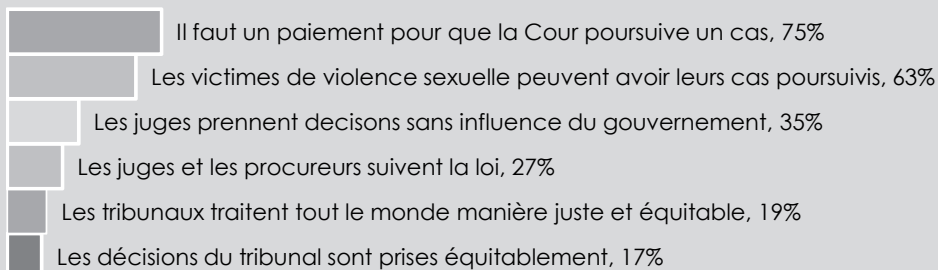 Il faut un paiement pour que la Cour poursuive un cas, 75%
Les victimes de violence sexuelle peuvent avoir leurs cas poursuivis, 63%
Les juges prennent decisons sans influence du gouvernement, 35%
Les juges et les procureurs suivent la loi, 27%
Les tribunaux traitent tout le monde manière juste et équitable, 19%
Les décisions du tribunal sont prises équitablement, 17%